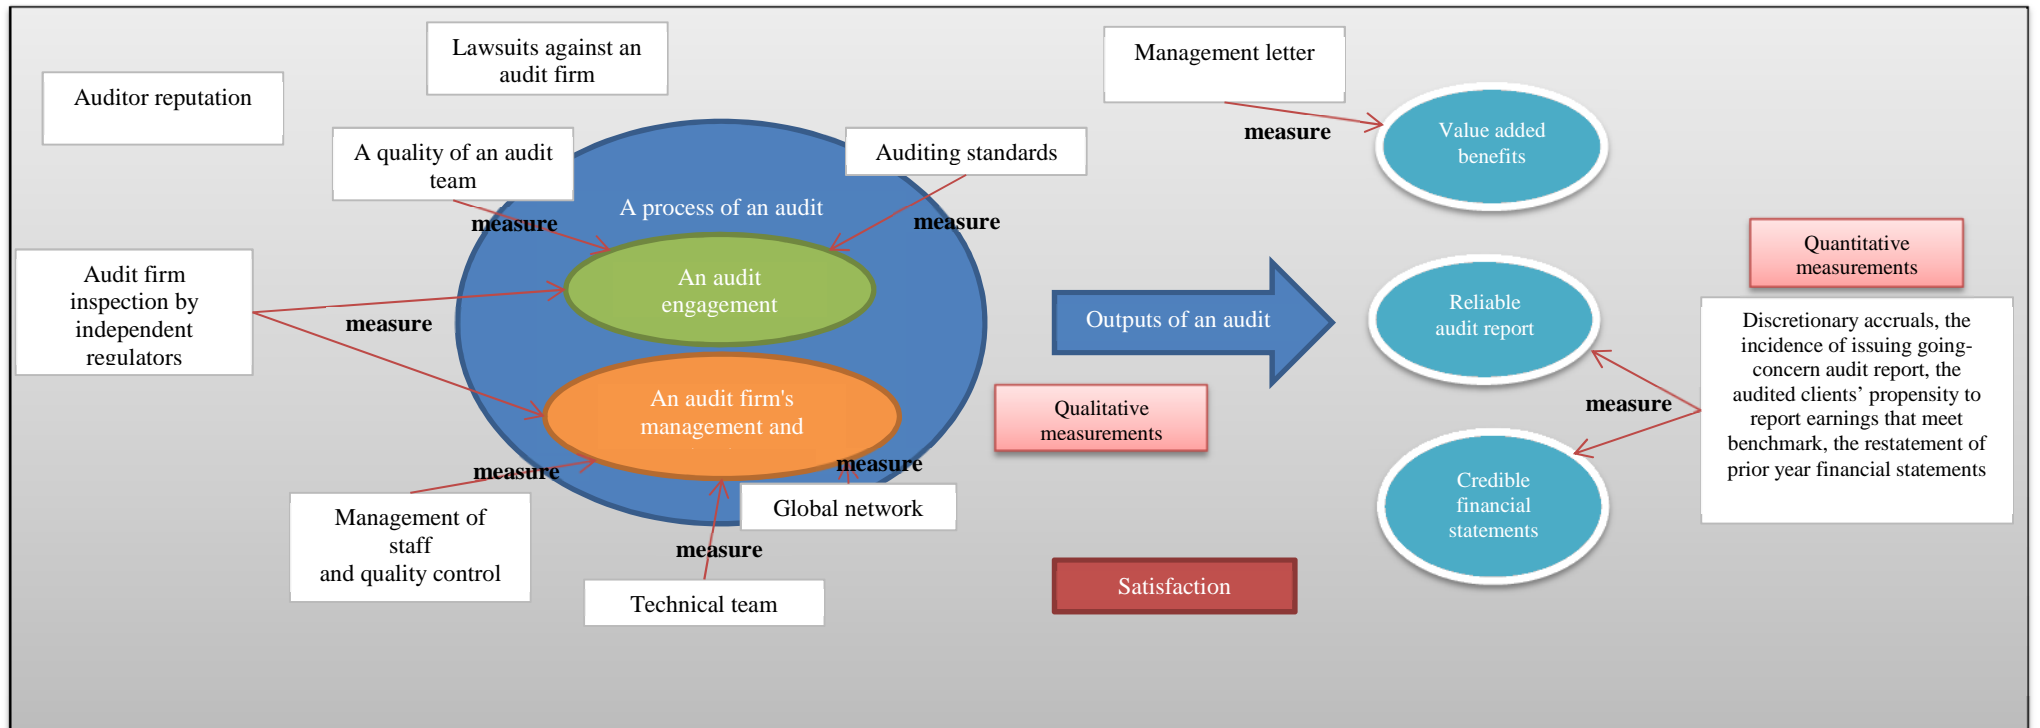 Lawsuits against an
audit firm
Auditor reputation
A quality of an audit
team
Auditing standards
A process of an audit
measure
measure
An audit
engagement
Audit firm
inspection by
independent
regulators
measure
An audit firm's
management and
measure
measure
Management of
staff
and quality control
Global network
measure
Technical team
Management letter
measure
Value added
benefits
Outputs of an audit
Reliable
audit report
Qualitative
measurements
Quantitative
measurements
Discretionary accruals, the
incidence of issuing going-
concern audit report, the
audited clients’ propensity to
report earnings that meet
benchmark, the restatement of
prior year financial statements
measure
Credible
financial
statements
Satisfaction